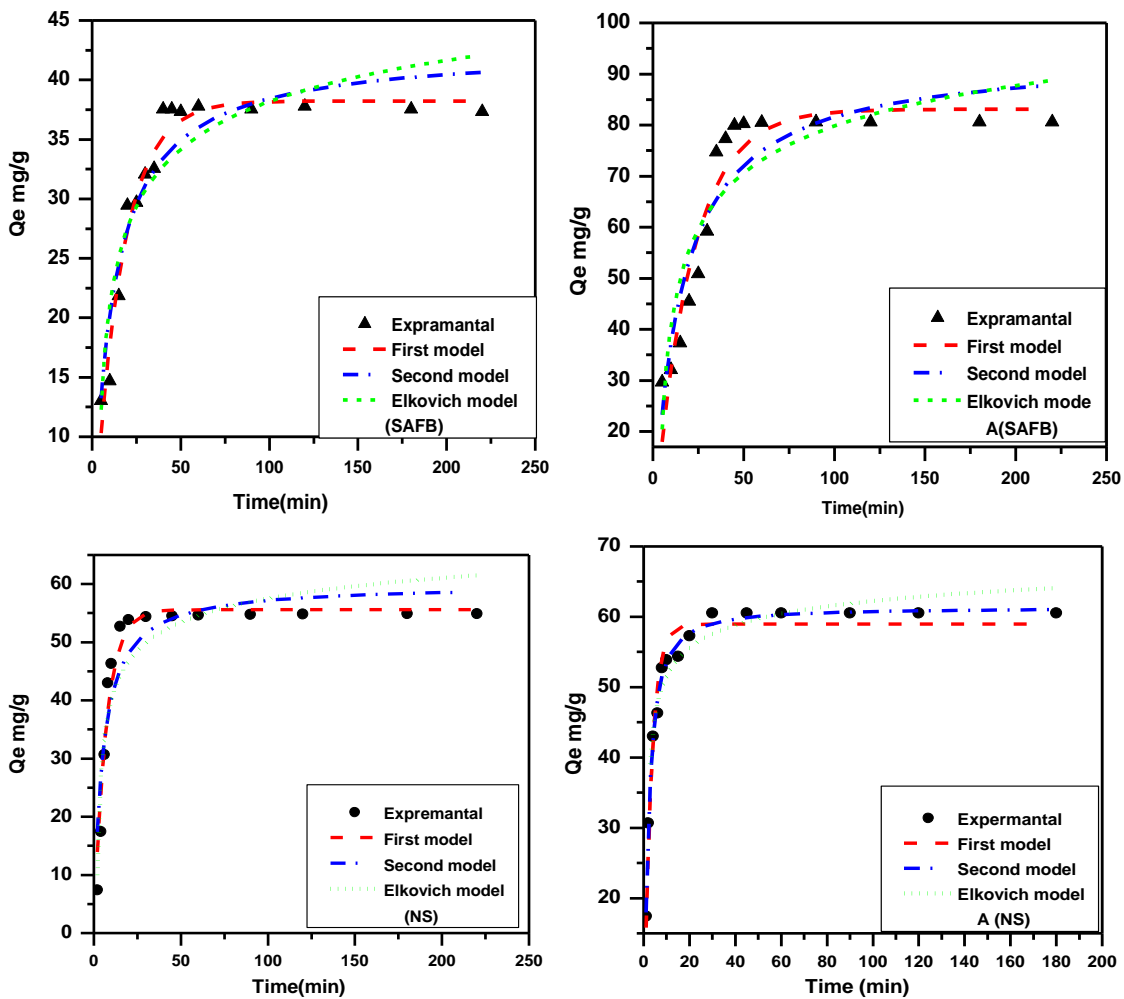 45
40
35
30
25
20
15
10
Qe mg/g
Expramantal
First model
Second model
Elkovich model
(SAFB)
0 50 100 150 200 250
Time(min)
100
90
80
70
60
50
40
30
20
Qe mg/g
Expramantal
First model
Second model
Elkovich mode
A(SAFB)
0 50 100 150 200 250
Time(min)
60
50
40
30
20
10
0
Qe mg/g
Expremantal
First model
Second model
Elkovich model
(NS)
0 50 100 150 200 250
Time(min)
70
60
50
40
30
20
Qe mg/g
Expermantal
First model
Second model
Elkovich model
A (NS)
0 20 40 60 80 100 120 140 160 180 200
Time (min)